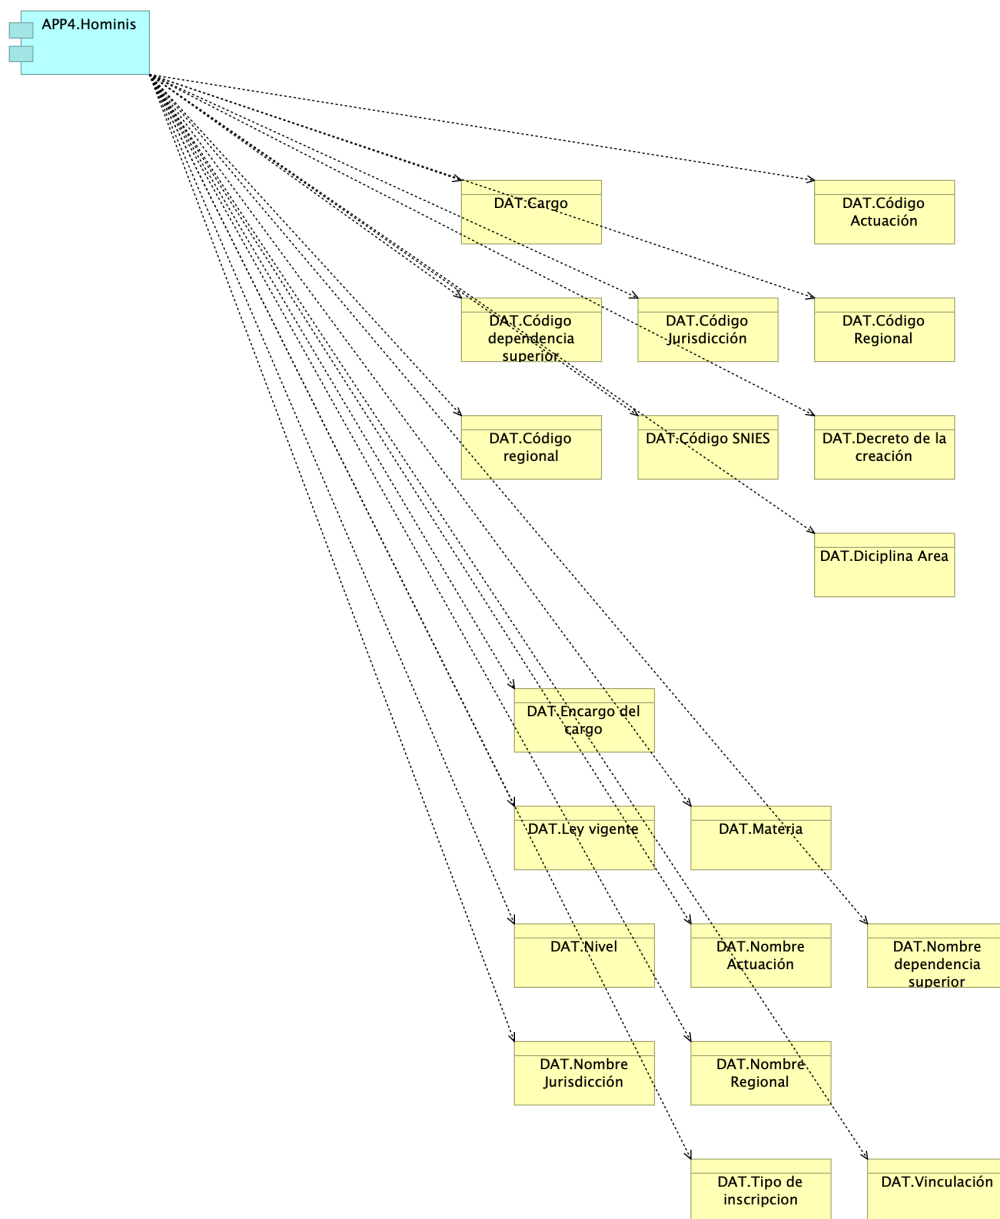 APP4.Hominis
DAT.Cargo
DAT.Código
Actuación
DAT.Código
dependencia
superior
DAT.Código
Jurisdicción
DAT.Código
Regional
DAT.Código
regional
DAT.Código SNIES
DAT.Decreto de la
creación
DAT.Diciplina Area
DAT.Encargo del
cargo
DAT.Ley vigente
DAT.Materia
DAT.Nivel
DAT.Nombre
Actuación
DAT.Nombre
dependencia
superior
DAT.Nombre
Jurisdicción
DAT.Nombre
Regional
DAT.Tipo de
inscripcion
DAT.Vinculación